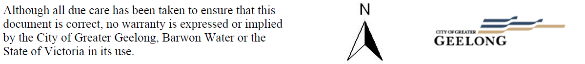 Although all due care has been taken to ensure that this
document is correct, no warranty is expressed or implied
by the City of Greater Geelong, Barwon Water or the
State of Victoria in its use.
N
CITY OF GREATER
GEELONG